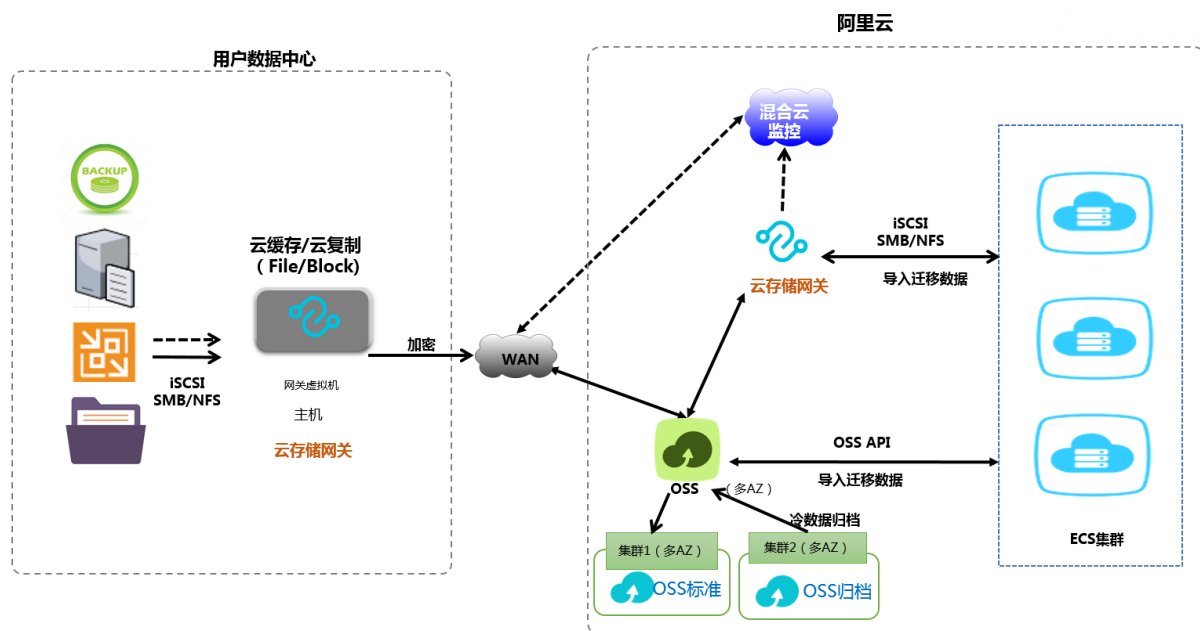 阿里云
用户数据中心
混合云
监控
BACKUP
云缓存/云复制
（File/Block)
iSCSI
SMB/NFS
导入迁移数据
云存储网关
加密
WAN
iSCSI
SMB/NFS
网关虚拟机
主机
云存储网关
OSS API
导入迁移数据
OSS
（多AZ）
冷数据归档
集群1（多AZ）
集群2（多AZ）
OSS标准
OSS归档
ECS集群